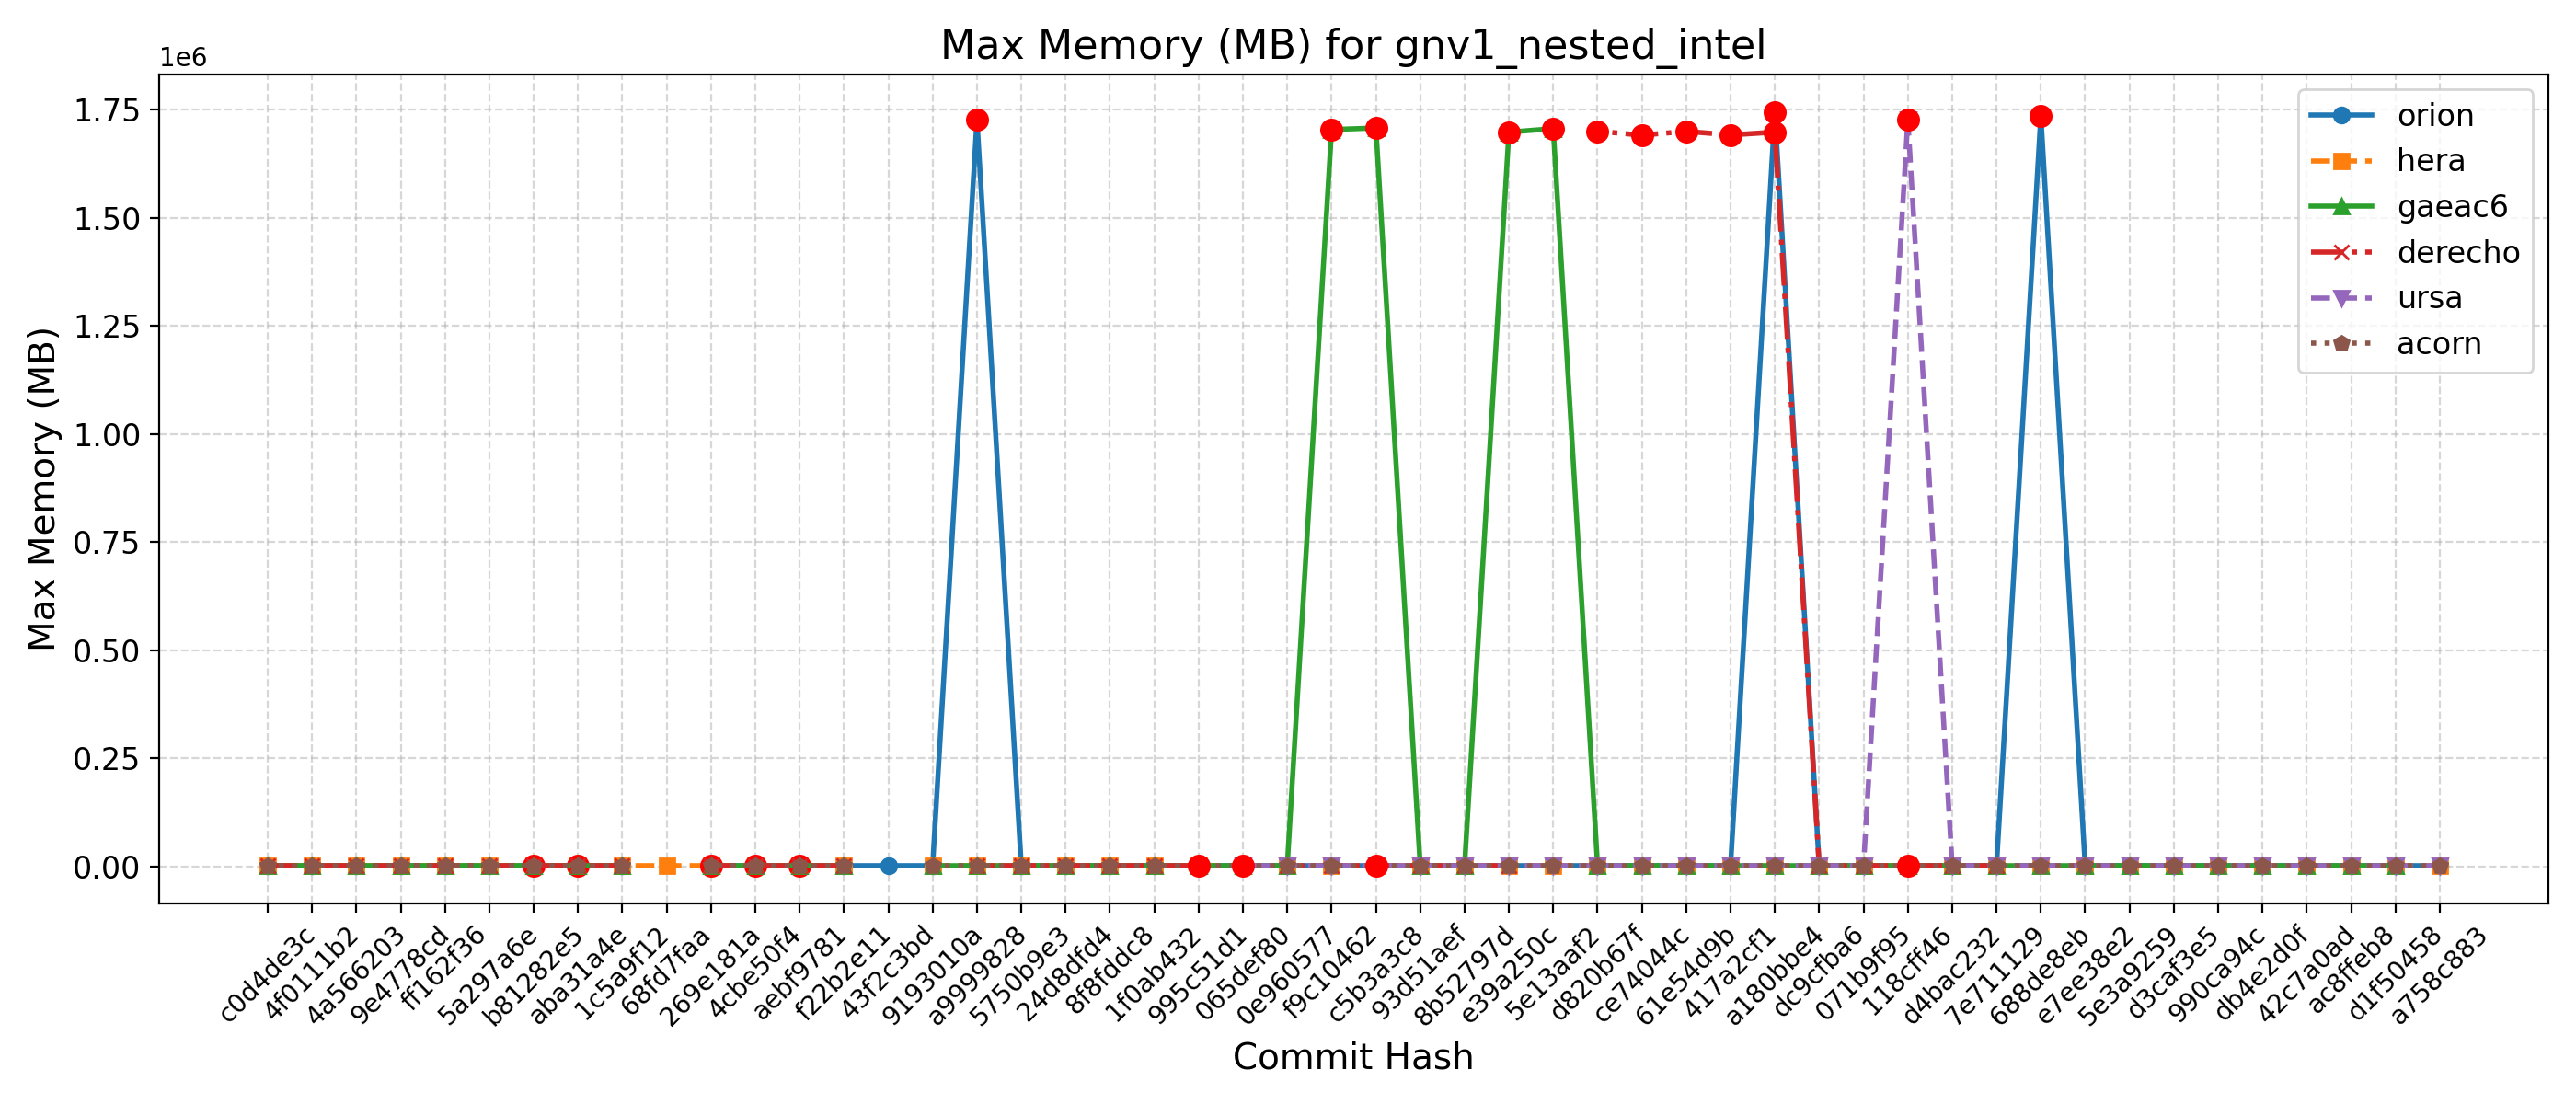 Max Memory (MB) for gnv1_nested_intel
1e6
1.75
1.50
1.25
1.00
0.75
0.50
0.25
0.00
Max Memory (MB)
orion
hera
gaeac6
derecho
ursa
acorn
c0d4de3c
4f0111b2
4a566203
9e4778cd
ff162f36
5a297a6e
b81282e5
aba31a4e
1c5a9f12
68fd7faa
269e181a
4cbe50f4
aebf9781
f22b2e11
43f2c3bd
9193010a
a9999828
5750b9e3
24d8dfd4
8f8fddc8
1f0ab432
995c51d1
065def80
0e960577
f9c10462
c5b3a3c8
93d51aef
8b52797d
e39a250c
5e13aaf2
d820b67f
ce74044c
61e54d9b
417a2cf1
a180bbe4
dc9cfba6
071b9f95
118cff46
d4bac232
7e711129
688de8eb
e7ee38e2
5e3a9259
d3caf3e5
990ca94c
db4e2d0f
42c7a0ad
ac8ffeb8
d1f50458
a758c883
Commit Hash